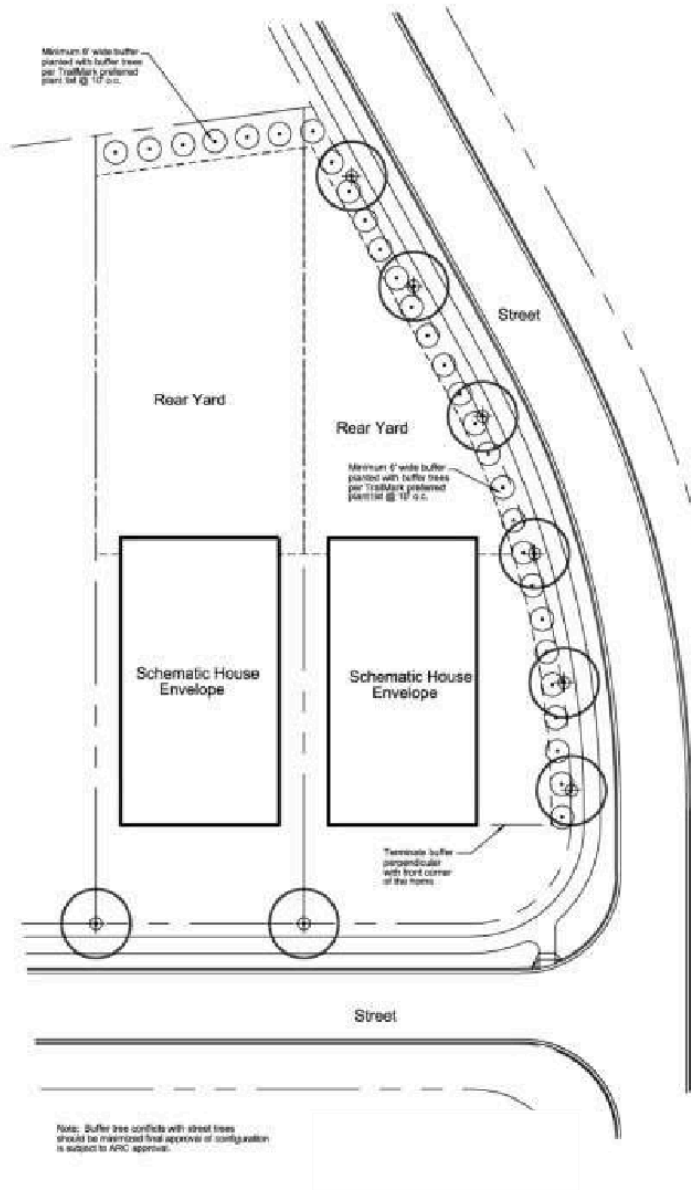 Minimum 6' wide buffer
planted with buffer trees
per TrailMark preferred
plant list @ 10' o.c.
Street
Rear Yard
Rear Yard
Minimum 6' wide buffer
planted with buffer trees
per TrailMark preferred
plant list @ 10' o.c.
Schematic House
Envelope
Schematic House
Envelope
Terminate buffer
perpendicular
with front corner
of the home.
Street
Note: Buffer tree conflicts with street trees
should be minimized final approval of configuration
is subject to ARC approval.